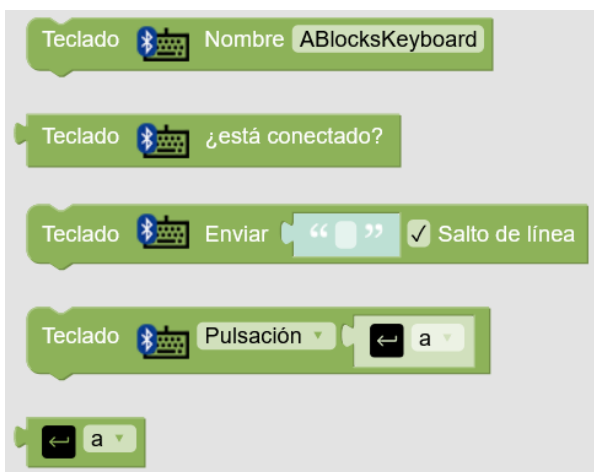 Teclado Nombre ABlocksKeyboard
Teclado ¿está conectado?
Teclado Enviar “ ” ✓ Salto de línea
Teclado Pulsación a
a